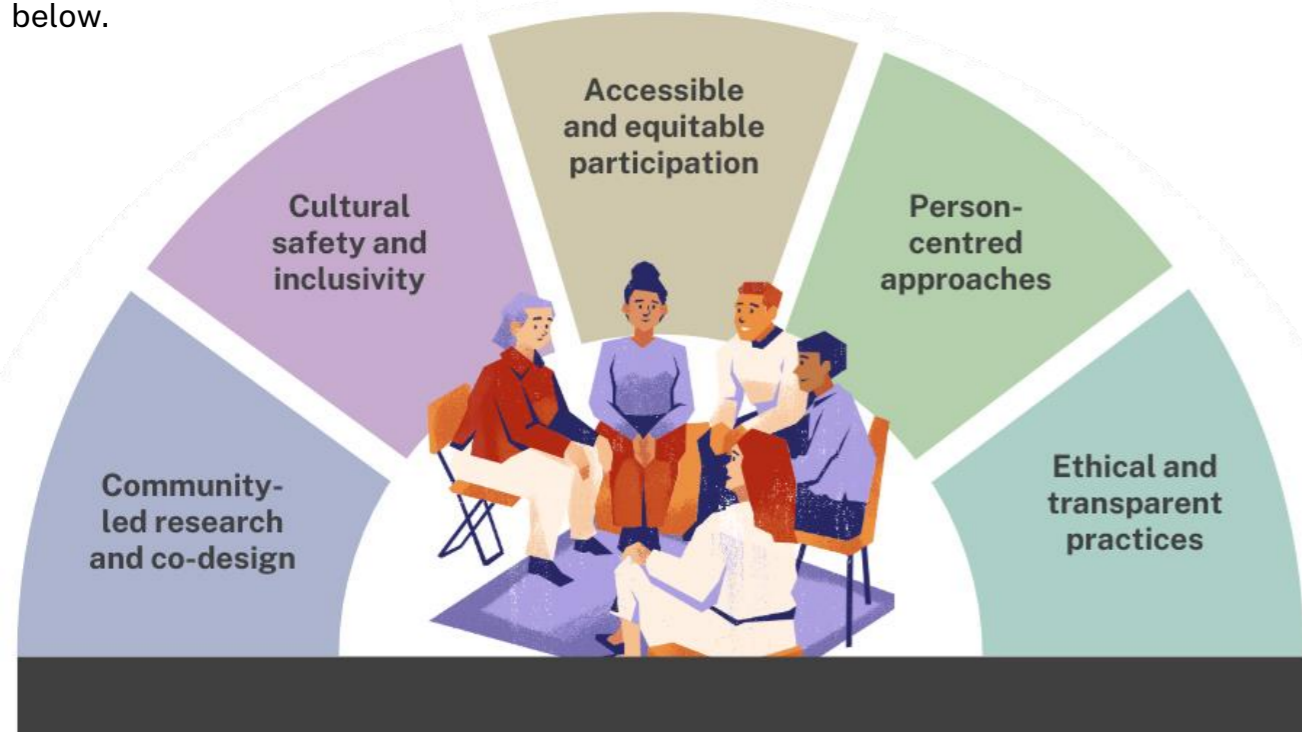 below.
Community-
led research
and co-design
Cultural
safety and
inclusivity
Accessible
and equitable
participation
Person-
centred
approaches
Ethical and
transparent
practices